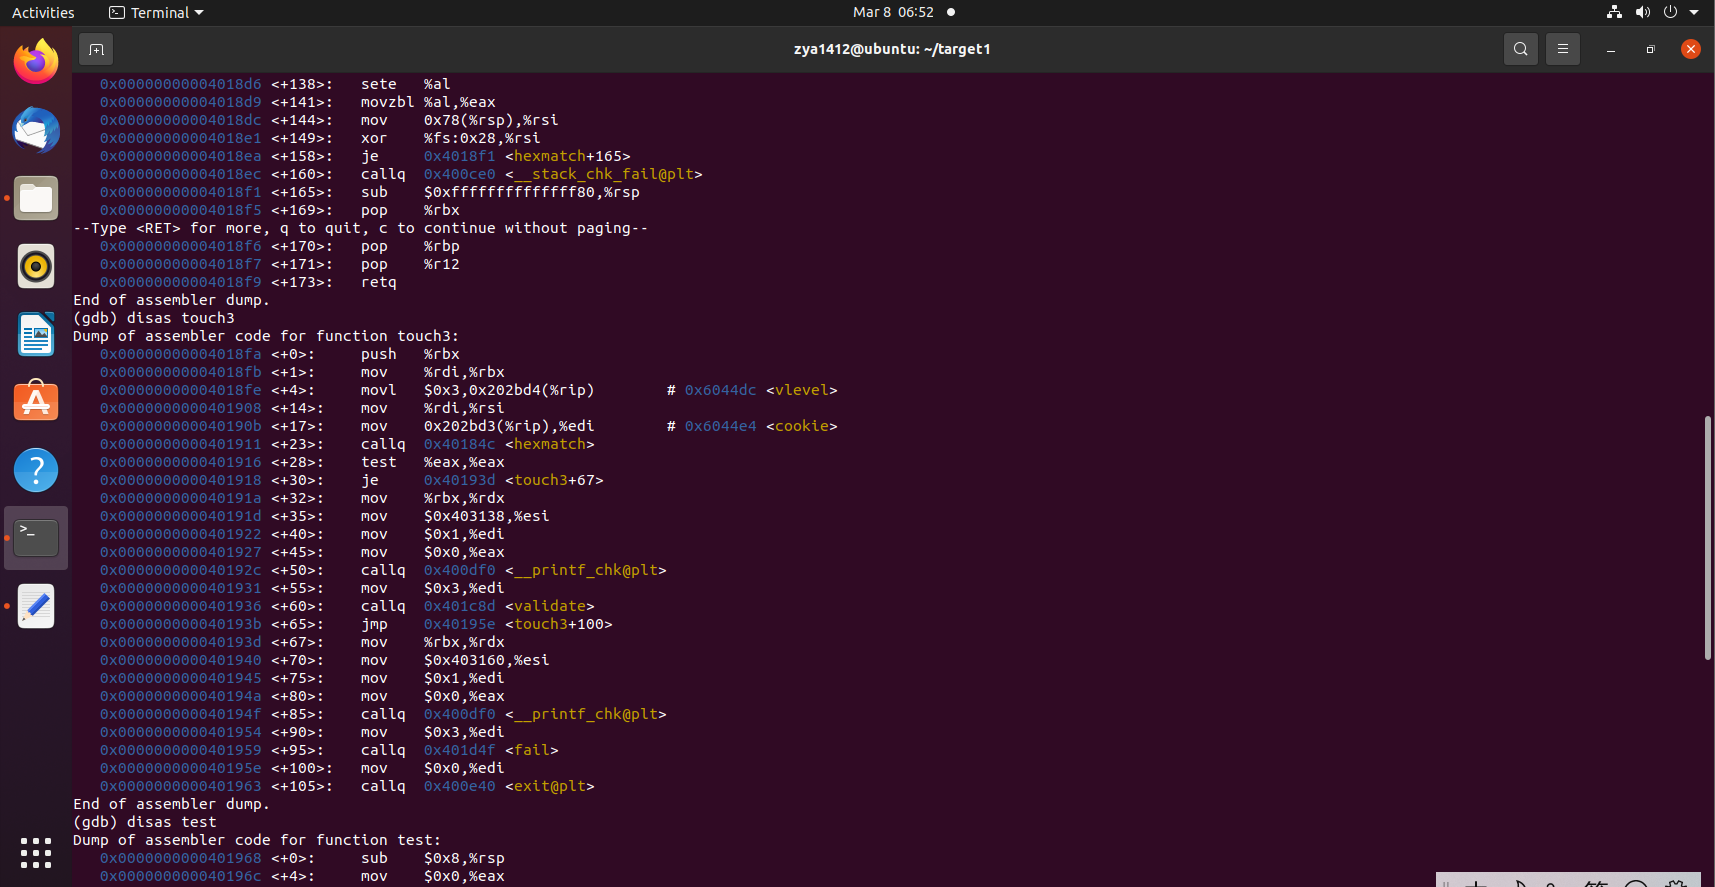 Activities Terminal Mar 8 06:52
zya1412@ubuntu: ~/target1
0x00000000004018d6 <+138>: sete %al
0x00000000004018d9 <+141>: movzbl %al,%eax
0x00000000004018dc <+144>: mov 0x78(%rsp),%rsi
0x00000000004018e1 <+149>: xor %fs:0x28,%rsi
0x00000000004018ea <+158>: je 0x4018f1 <hexmatch+165>
0x00000000004018ec <+160>: callq 0x400ce0 <__stack_chk_fail@plt>
0x00000000004018f1 <+165>: sub $0xffffffffffffff80,%rsp
0x00000000004018f5 <+169>: pop %rbx
--Type <RET> for more, q to quit, c to continue without paging--
0x00000000004018f6 <+170>: pop %rbp
0x00000000004018f7 <+171>: pop %r12
0x00000000004018f9 <+173>: retq
End of assembler dump.
(gdb) disas touch3
Dump of assembler code for function touch3:
0x00000000004018fa <+0>: push %rbx
0x00000000004018fb <+1>: mov %rdi,%rbx
0x00000000004018fe <+4>: movl $0x3,0x202bd4(%rip) # 0x6044dc <vlevel>
0x0000000000401908 <+14>: mov %rdi,%rsi
0x000000000040190b <+17>: mov 0x202bd3(%rip),%edi # 0x6044e4 <cookie>
0x0000000000401911 <+23>: callq 0x40184c <hexmatch>
0x0000000000401916 <+28>: test %eax,%eax
0x0000000000401918 <+30>: je 0x40193d <touch3+67>
0x000000000040191a <+32>: mov %rbx,%rdx
0x000000000040191d <+35>: mov $0x403138,%esi
0x0000000000401922 <+40>: mov $0x1,%edi
0x0000000000401927 <+45>: mov $0x0,%eax
0x000000000040192c <+50>: callq 0x400df0 <__printf_chk@plt>
0x0000000000401931 <+55>: mov $0x3,%edi
0x0000000000401936 <+60>: callq 0x401c8d <validate>
0x000000000040193b <+65>: jmp 0x40195e <touch3+100>
0x000000000040193d <+67>: mov %rbx,%rdx
0x0000000000401940 <+70>: mov $0x403160,%esi
0x0000000000401945 <+75>: mov $0x1,%edi
0x000000000040194a <+80>: mov $0x0,%eax
0x000000000040194f <+85>: callq 0x400df0 <__printf_chk@plt>
0x0000000000401954 <+90>: mov $0x3,%edi
0x0000000000401959 <+95>: callq 0x401d4f <fail>
0x000000000040195e <+100>: mov $0x0,%edi
0x0000000000401963 <+105>: callq 0x400e40 <exit@plt>
End of assembler dump.
(gdb) disas test
Dump of assembler code for function test:
0x0000000000401968 <+0>: sub $0x8,%rsp
0x000000000040196c <+4>: mov $0x0,%eax